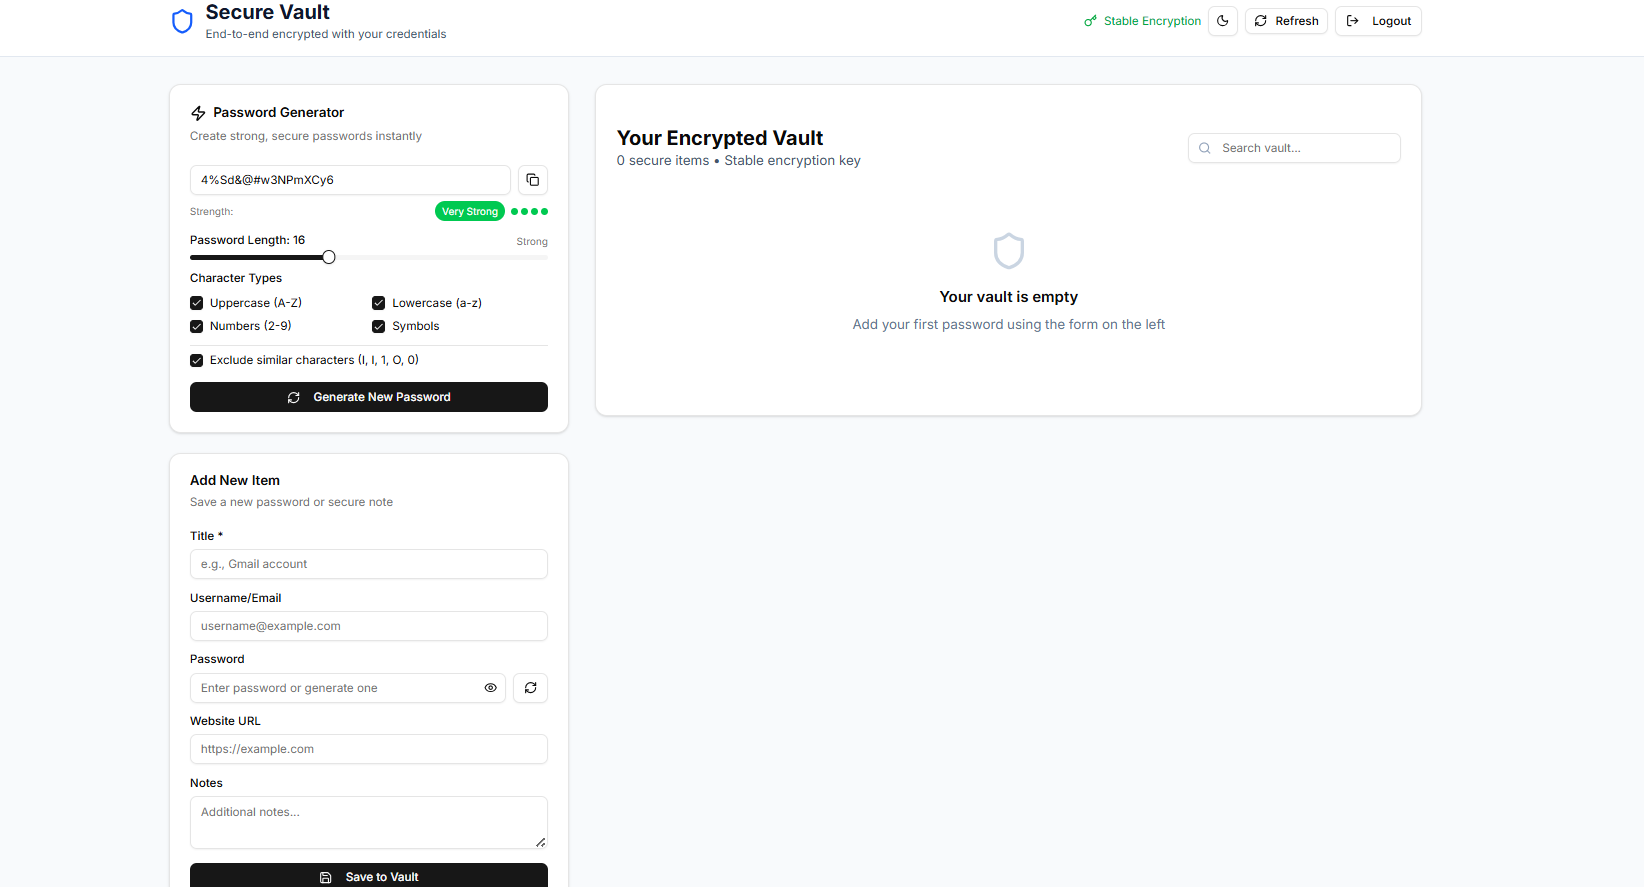 Secure Vault
End-to-end encrypted with your credentials
Stable Encryption
Refresh
Logout
Password Generator
Create strong, secure passwords instantly
4%Sd&@#w3NPmXCy6
Strength:
Very Strong
Password Length: 16
Strong
Character Types
Uppercase (A-Z)
Lowercase (a-z)
Numbers (2-9)
Symbols
Exclude similar characters (l, I, 1, O, 0)
Generate New Password
Add New Item
Save a new password or secure note
Title *
e.g., Gmail account
Username/Email
username@example.com
Password
Enter password or generate one
Website URL
https://example.com
Notes
Additional notes...
Save to Vault
Your Encrypted Vault
0 secure items • Stable encryption key
Search vault...
Your vault is empty
Add your first password using the form on the left